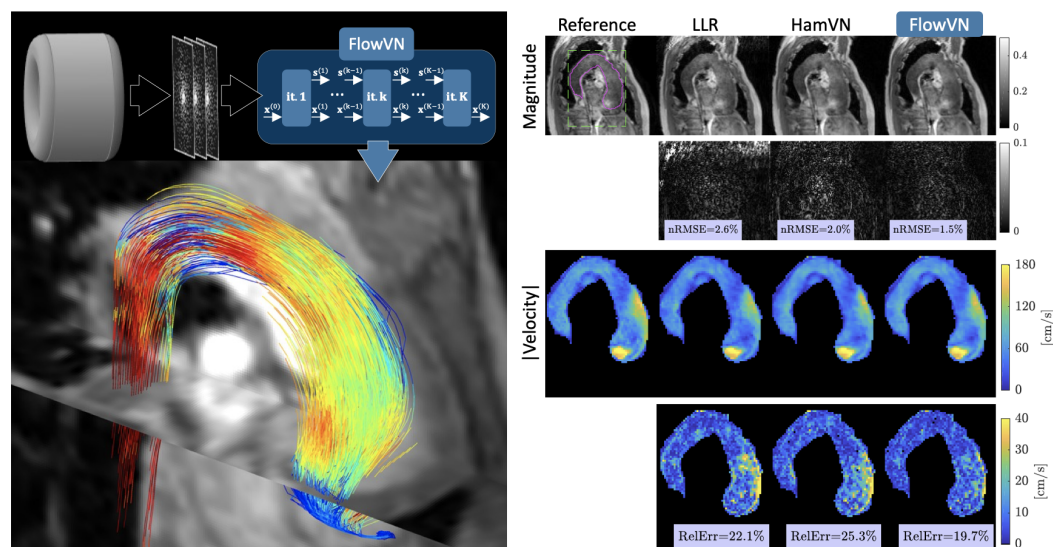 FlowVN
s(1) s(k−1) s(k) s(K−1)
it.1 ... it.k ... it.K
x(0) x(1) x(k−1) x(k) x(K−1) x(K)
Reference LLR HamVN FlowVN
Magnitude
0.4
0.2
0
0.1
0
nRMSE=2.6% nRMSE=2.0% nRMSE=1.5%
|Velocity|
180
120
60
0
[cm/s]
40
30
20
10
0
[cm/s]
RelErr=22.1% RelErr=25.3% RelErr=19.7%